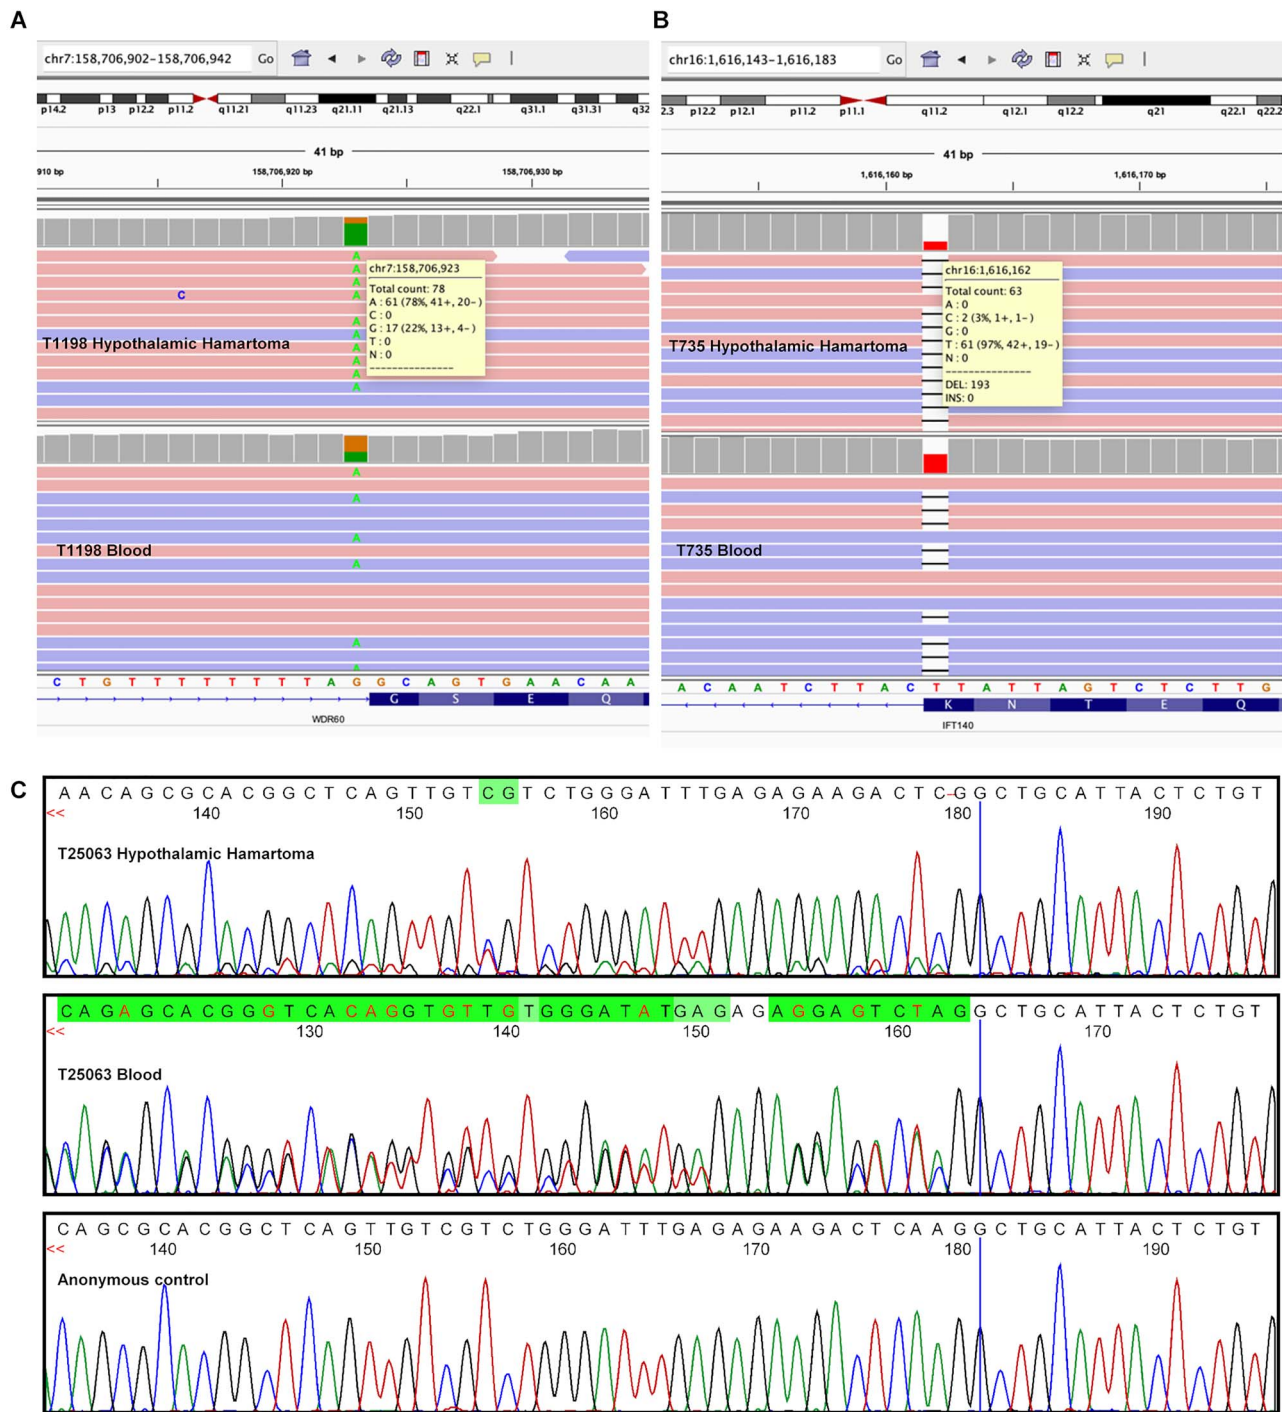 A
chr7:158,706,902-158,706,942 Go
p14.2 p13 p12.2 p11.2 q11.21 q11.23 q21.11 q21.13 q22.1 q31.1 q31.31 q32
41 bp
910 bp 158,706,920 bp 158,706,930 bp
A
A
A
C A
A
A
A
A
A
A
chr7:158,706,923
Total count: 78
A : 61 (78%, 41+, 20- )
C : 0
G : 17 (22%, 13+, 4- )
T : 0
N : 0
---------------
T1198 Hypothalamic Hamartoma
A
A
A
A
A
A
T1198 Blood
C T G T T T T T T T A G G C A G T G A A C A A
G S E Q
WDR60
B
chr16:1,616,143-1,616,183 Go
2.3 p12.2 p12.1 p11.2 p11.1 q11.2 q12.1 q12.2 q21 q22.1 q22.2
41 bp
1,616,160 bp 1,616,170 bp
chr16:1,616,162
Total count: 63
A : 0
C : 2 (3%, 1+, 1- )
G : 0
T : 61 (97%, 42+, 19- )
N : 0
---------------
DEL: 193
INS: 0
T735 Hypothalamic Hamartoma
T735 Blood
A C A A T C T T A C T T A T T A G T C T C T T G
K N T E Q
IFT140
C
A A C A G C G C A C G G C T C A G T T G T C G T C T G G G A T T T G A G A G A A G A C T C - G G C T G C A T T A C T C T G T
<< 140 150 160 170 180 190
T25063 Hypothalamic Hamartoma
C A G A G C A C G G G T C A C A G G T G T T G T G G G A T A T G A G A G A G G A G T C T A G G C T G C A T T A C T C T G T
<< 130 140 150 160 170
T25063 Blood
C A G C G C A C G G C T C A G T T G T C G T C T G G G A T T T G A G A G A A G A C T C A A G G C T G C A T T A C T C T G T
<< 140 150 160 170 180 190
Anonymous control